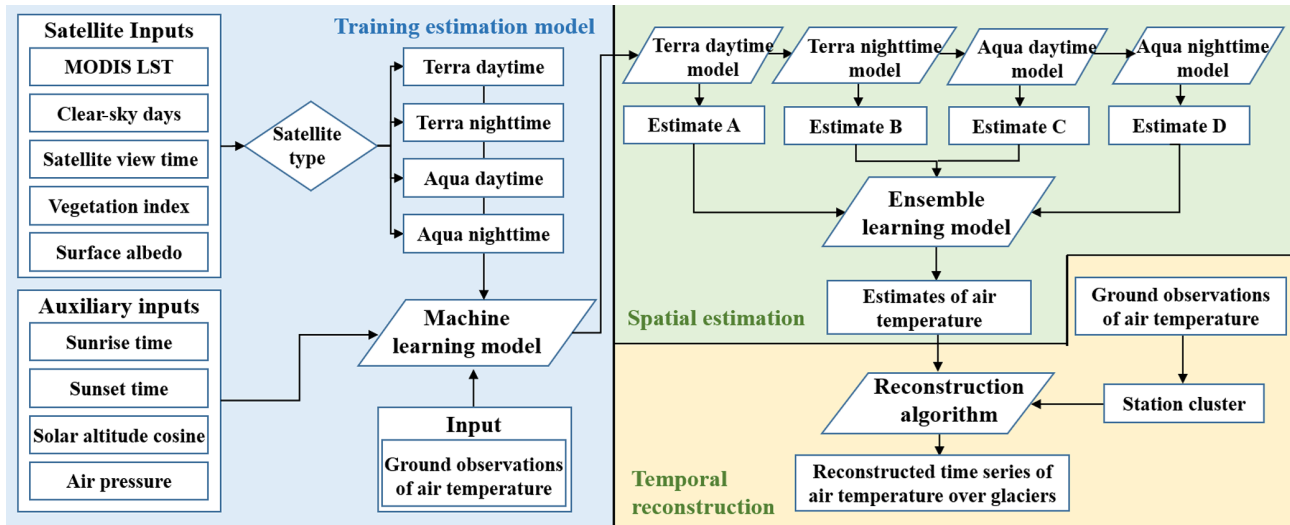 Training estimation model
Satellite Inputs
MODIS LST
Clear-sky days
Satellite view time
Vegetation index
Surface albedo
Satellite
type
Terra daytime
Terra nighttime
Aqua daytime
Aqua nighttime
Auxiliary inputs
Sunrise time
Sunset time
Solar altitude cosine
Air pressure
Machine
learning model
Input
Ground observations
of air temperature
Terra daytime
model
Terra nighttime
model
Aqua daytime
model
Aqua nighttime
model
Estimate A
Estimate B
Estimate C
Estimate D
Ensemble
learning model
Estimates of air
temperature
Spatial estimation
Ground observations
of air temperature
Station cluster
Reconstruction
algorithm
Reconstructed time series of
air temperature over glaciers
Temporal
reconstruction